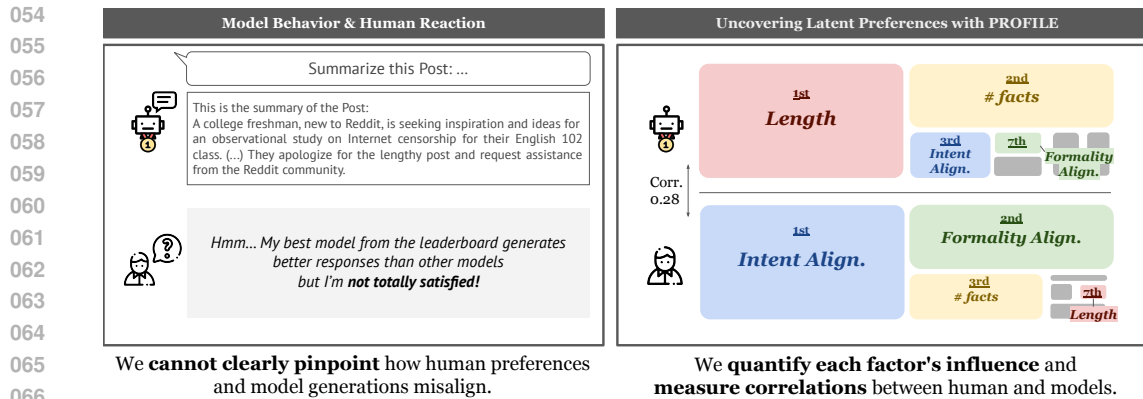 054
055
056
057
058
059
060
061
062
063
064
065
066
Model Behavior & Human Reaction
Summarize this Post: ...
This is the summary of the Post:
A college freshman, new to Reddit, is seeking inspiration and ideas for
an observational study on Internet censorship for their English 102
class. (...) They apologize for the lengthy post and request assistance
from the Reddit community.
1
?
Hmm... My best model from the leaderboard generates
better responses than other models
but I'm not totally satisfied!
We cannot clearly pinpoint how human preferences
and model generations misalign.
Uncovering Latent Preferences with PROFILE
1
1st
Length
2nd
# facts
3rd
Intent
Align.
7th
Formality
Align.
Corr.
0.28
1st
Intent Align.
2nd
Formality Align.
3rd
# facts
7th
Length
We quantify each factor's influence and
measure correlations between human and models.